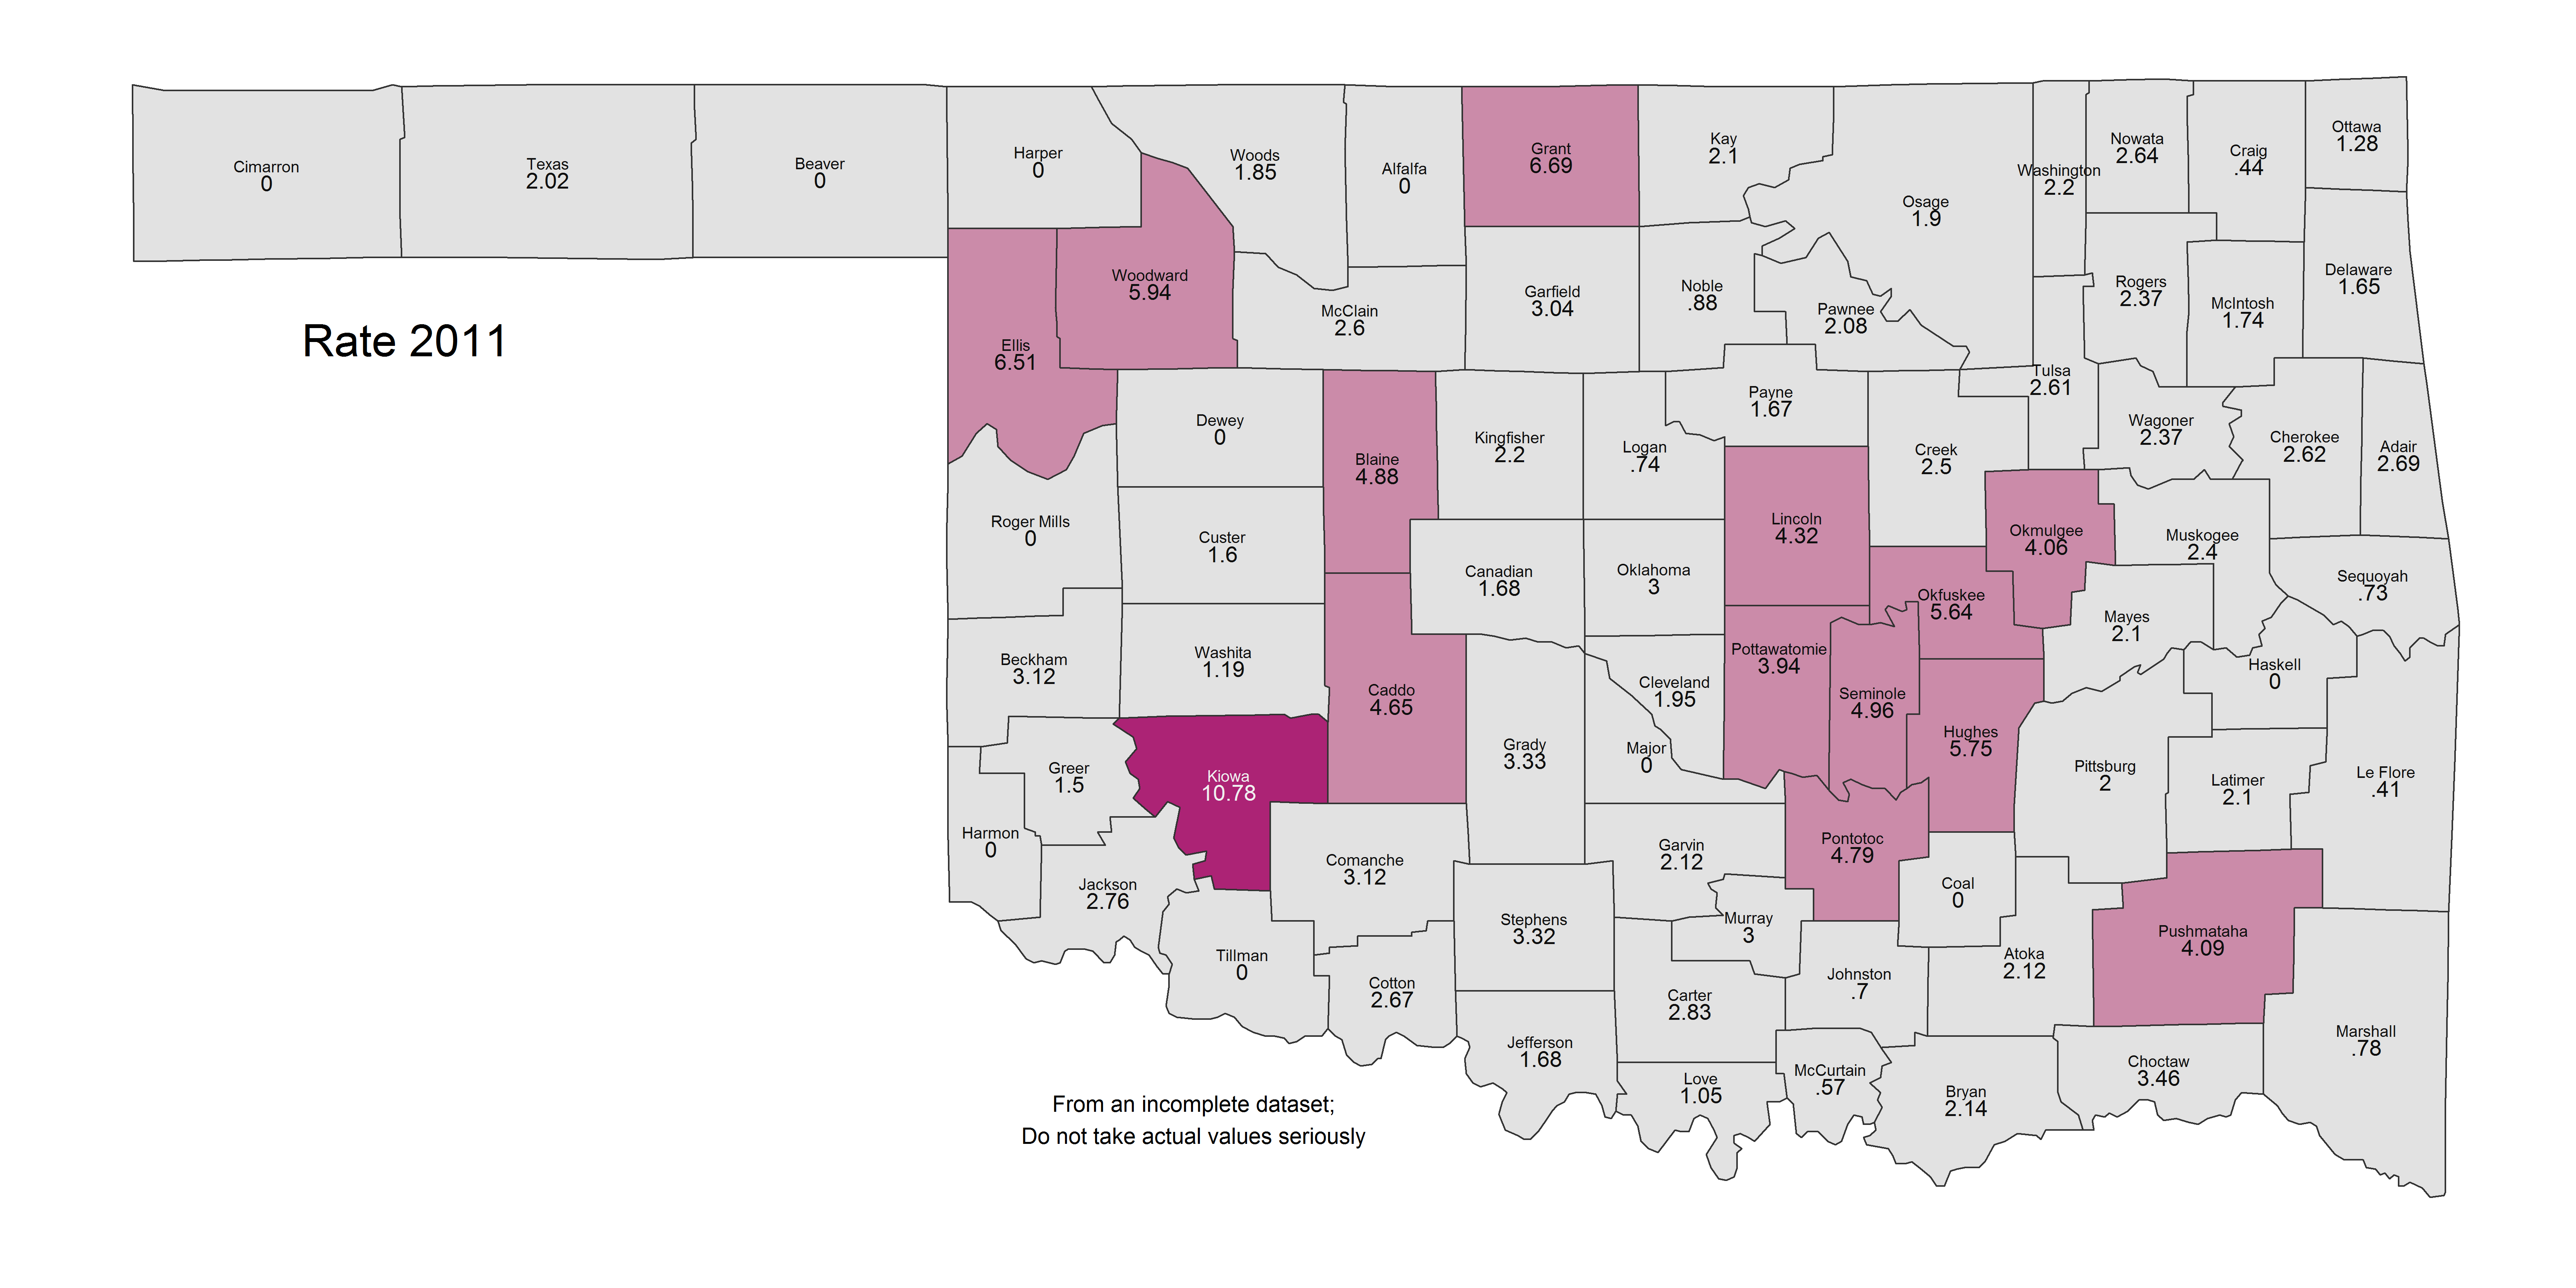 Cimarron
0
Texas
2.02
Beaver
0
Harper
0
Woods
1.85
Alfalfa
0
Grant
6.69
Kay
2.1
Osage
1.9
Washington
2.2
Nowata
2.64
Craig
.44
Ottawa
1.28
Ellis
6.51
Woodward
5.94
McClain
2.6
Garfield
3.04
Noble
.88
Pawnee
2.08
Rogers
2.37
McIntosh
1.74
Delaware
1.65
Rate 2011
Dewey
0
Blaine
4.88
Kingfisher
2.2
Logan
.74
Payne
1.67
Creek
2.5
Tulsa
2.61
Wagoner
2.37
Cherokee
2.62
Adair
2.69
Roger Mills
0
Custer
1.6
Canadian
1.68
Oklahoma
3
Lincoln
4.32
Okmulgee
4.06
Muskogee
2.4
Sequoyah
.73
Okfuskee
5.64
Mayes
2.1
Beckham
3.12
Washita
1.19
Caddo
4.65
Cleveland
1.95
Pottawatomie
3.94
Seminole
4.96
Haskell
0
Greer
1.5
Kiowa
10.78
Grady
3.33
Major
0
Hughes
5.75
Pittsburg
2
Latimer
2.1
Le Flore
.41
Harmon
0
Jackson
2.76
Comanche
3.12
Garvin
2.12
Pontotoc
4.79
Coal
0
Stephens
3.32
Murray
3
Pushmataha
4.09
Tillman
0
Cotton
2.67
Carter
2.83
Johnston
.7
Atoka
2.12
Jefferson
1.68
Love
1.05
McCurtain
.57
Bryan
2.14
Choctaw
3.46
Marshall
.78
From an incomplete dataset;
Do not take actual values seriously